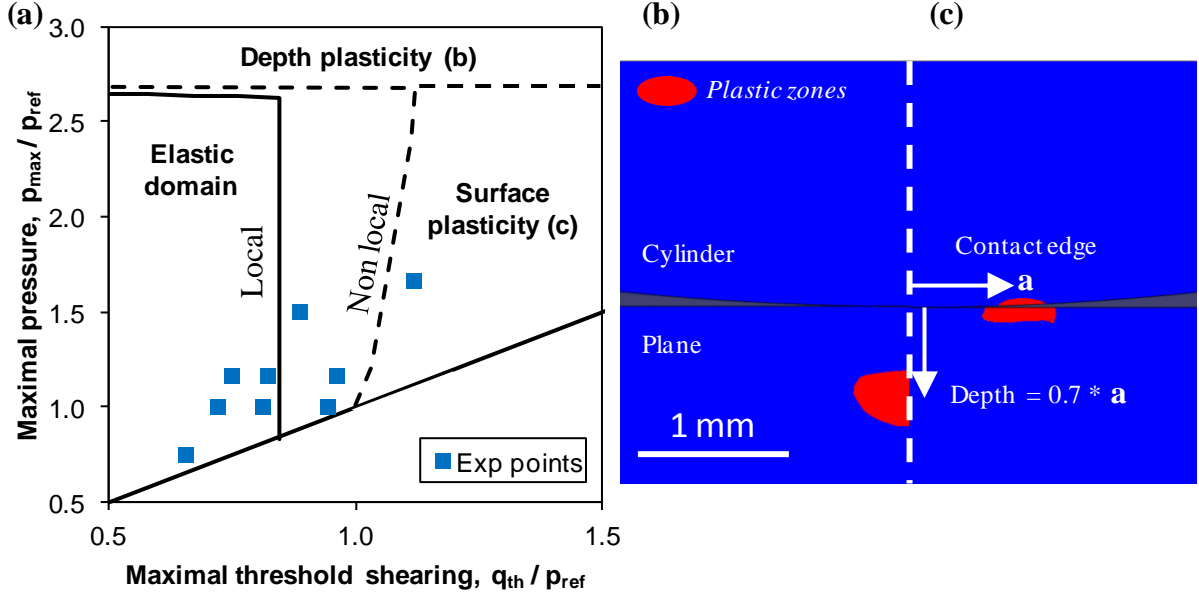 (a)
(b)
(c)
3.0
2.5
2.0
1.5
1.0
0.5
0.5
1.0
1.5
Maximal pressure, pmax / pref
Maximal threshold shearing, qth / pref
Depth plasticity (b)
Elastic
domain
Local
Non local
Surface
plasticity (c)
Exp points
Plastic zones
Cylinder
Contact edge
a
Plane
Depth = 0.7 * a
1 mm